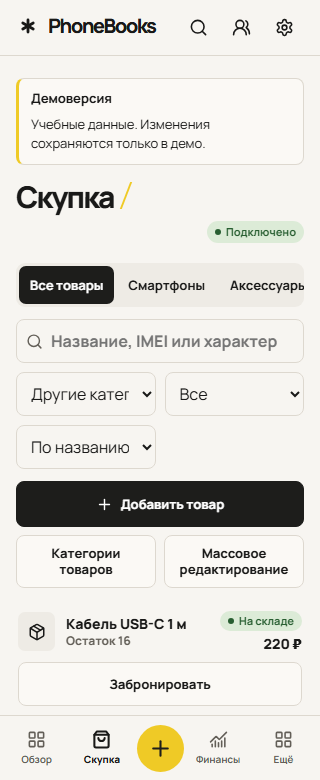 PhoneBooks
Демоверсия
Учебные данные. Изменения
сохраняются только в демо.
Скупка /
Подключено
Все товары Смартфоны Аксессуары
Название, IMEI или характер
Другие катег Все
По названию
+ Добавить товар
Категории товаров
Массовое редактирование
Кабель USB-C 1 м На складе
Остаток 16 220 ₽
Забронировать
Обзор Скупка + Финансы Ещё